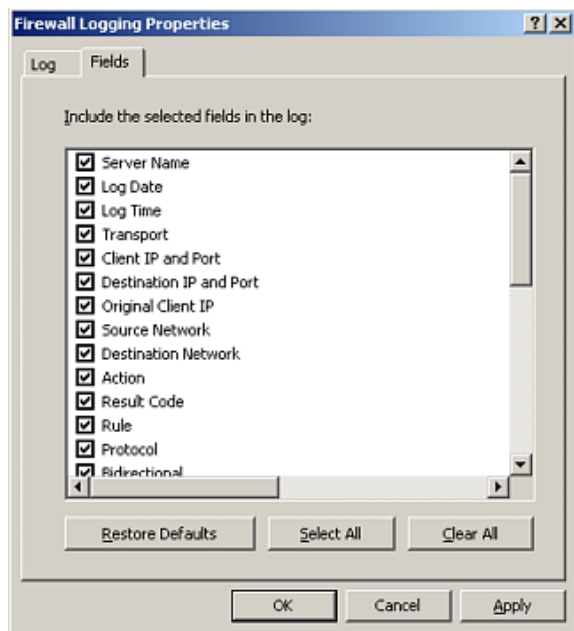 Firewall Logging Properties
Log
Fields
Include the selected fields in the log:
Server Name
Log Date
Log Time
Transport
Client IP and Port
Destination IP and Port
Original Client IP
Source Network
Destination Network
Action
Result Code
Rule
Protocol
Bidirectional
Restore Defaults
Select All
Clear All
OK
Cancel
Apply